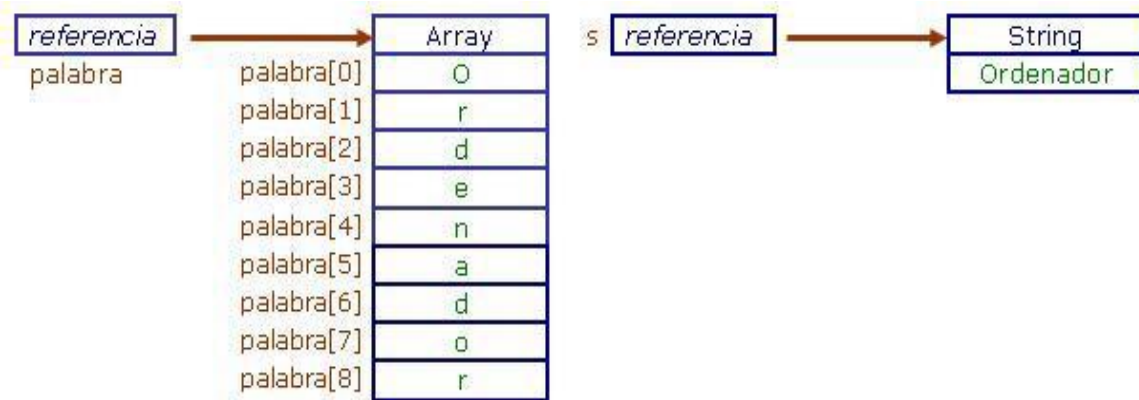 referencia Array s referencia String
palabra palabra[0] O Ordenador
palabra[1] r
palabra[2] d
palabra[3] e
palabra[4] n
palabra[5] a
palabra[6] d
palabra[7] o
palabra[8] r